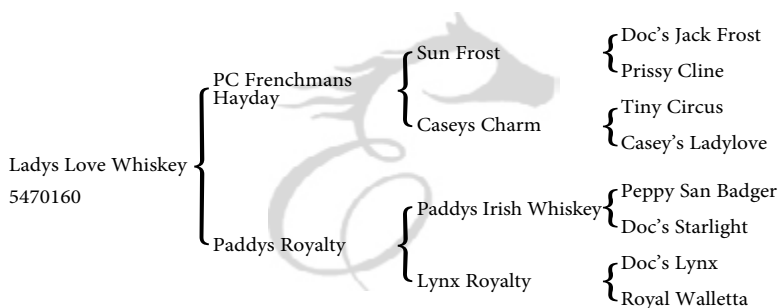 Doc's Jack Frost
Sun Frost
Prissy Cline
PC Frenchmans
Hayday
Tiny Circus
Caseys Charm
Casey's Ladylove
Ladys Love Whiskey
5470160
Peppy San Badger
Paddys Irish Whiskey
Doc's Starlight
Paddys Royalty
Doc's Lynx
Lynx Royalty
Royal Walletta